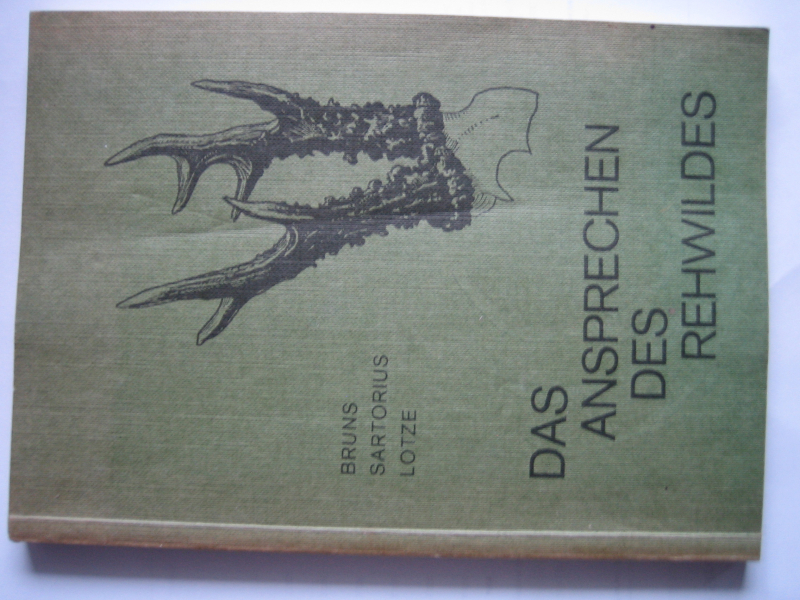 BRUNS
SARTORIUS
LOTZE
DAS
ANSPRECHEN
DES
REHWILDES